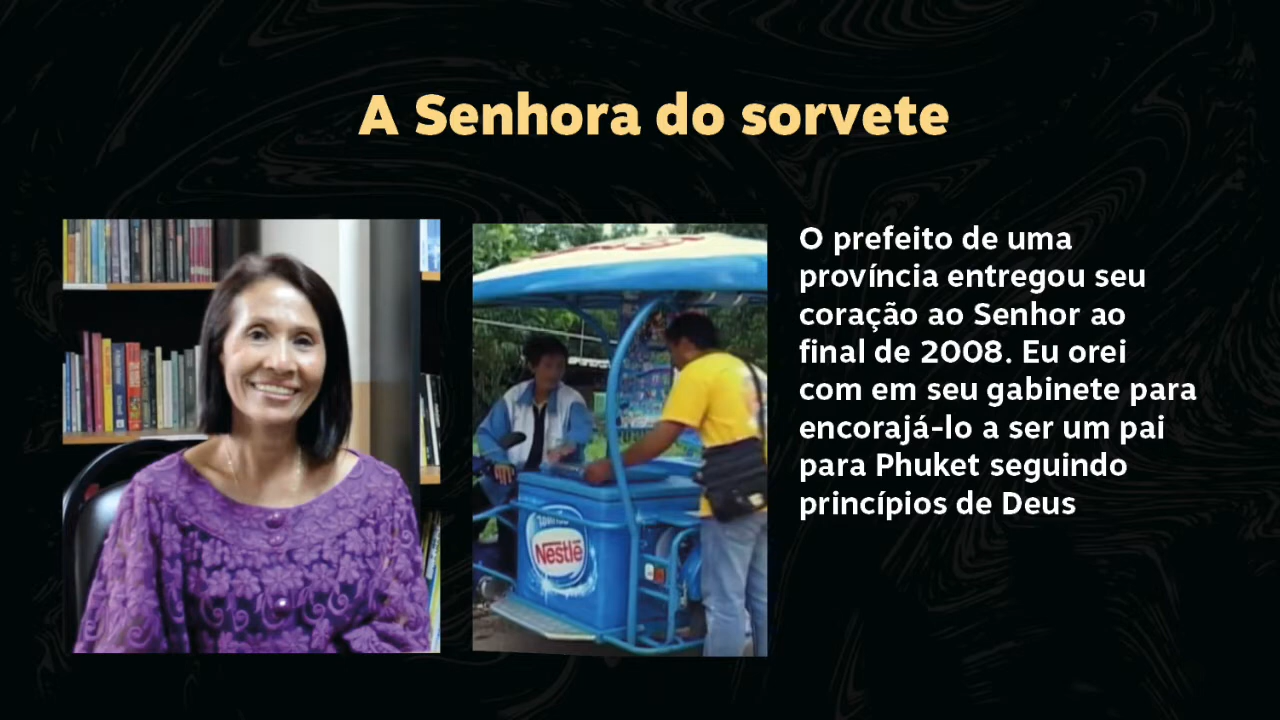 A Senhora do sorvete
O prefeito de uma
província entregou seu
coração ao Senhor ao
final de 2008. Eu orei
com em seu gabinete para
encorajá-lo a ser um pai
para Phuket seguindo
princípios de Deus
Nestlé